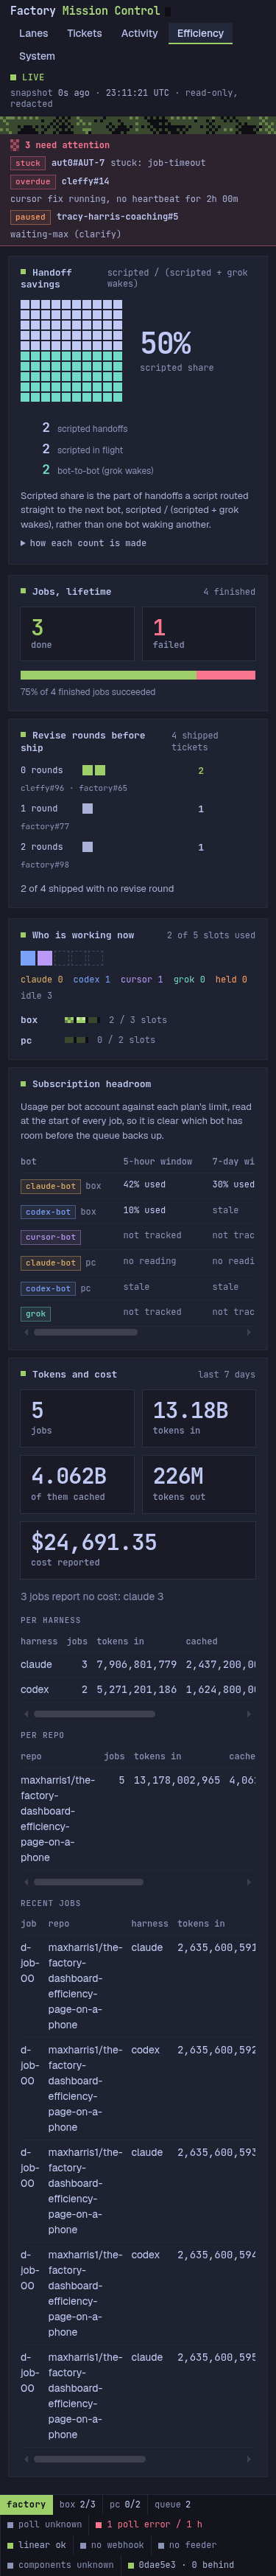 Factory Mission Control
Lanes Tickets Activity Efficiency
System
LIVE
snapshot 0s ago · 23:11:21 UTC · read-only,
redacted
3 need attention
stuck aut0#AUT-7 stuck: job-timeout
overdue cleffy#14
cursor fix running, no heartbeat for 2h 00m
paused tracy-harris-coaching#5
waiting-max (clarify)
Handoff savings
scripted / (scripted + grok wakes)
50%
scripted share
2 scripted handoffs
2 scripted in flight
2 bot-to-bot (grok wakes)
Scripted share is the part of handoffs a script routed
straight to the next bot, scripted / (scripted + grok
wakes), rather than one bot waking another.
▶ how each count is made
Jobs, lifetime 4 finished
3 1
done failed
75% of 4 finished jobs succeeded
Revise rounds before ship
4 shipped tickets
0 rounds 2
cleffy#96 · factory#65
1 round 1
factory#77
2 rounds 1
factory#98
2 of 4 shipped with no revise round
Who is working now 2 of 5 slots used
claude 0 codex 1 cursor 1 grok 0 held 0
idle 3
box 2 / 3 slots
pc 0 / 2 slots
Subscription headroom
Usage per bot account against each plan's limit, read
at the start of every job, so it is clear which bot has
room before the queue backs up.
bot 5-hour window 7-day wi
claude-bot box 42% used 30% used
codex-bot box 10% used stale
cursor-bot not tracked not trac
claude-bot pc no reading no readi
codex-bot pc stale stale
grok not tracked not trac
Tokens and cost last 7 days
5 13.18B
jobs tokens in
4.062B 226M
of them cached tokens out
$24,691.35
cost reported
3 jobs report no cost: claude 3
PER HARNESS
harness jobs tokens in cached
claude 3 7,906,801,779 2,437,200,0
codex 2 5,271,201,186 1,624,800,0
PER REPO
repo jobs tokens in cache
maxharris1/the-factory-dashboard-efficiency-page-on-a-phone 5 13,178,002,965 4,06
RECENT JOBS
job repo harness tokens in
d-job-00 maxharris1/the-factory-dashboard-efficiency-page-on-a-phone claude 2,635,600,591
d-job-00 maxharris1/the-factory-dashboard-efficiency-page-on-a-phone codex 2,635,600,592
d-job-00 maxharris1/the-factory-dashboard-efficiency-page-on-a-phone claude 2,635,600,593
d-job-00 maxharris1/the-factory-dashboard-efficiency-page-on-a-phone codex 2,635,600,594
d-job-00 maxharris1/the-factory-dashboard-efficiency-page-on-a-phone claude 2,635,600,595
factory box 2/3 pc 0/2 queue 2
poll unknown 1 poll error / 1 h
linear ok no webhook no feeder
components unknown 0dae5e3 · 0 behind